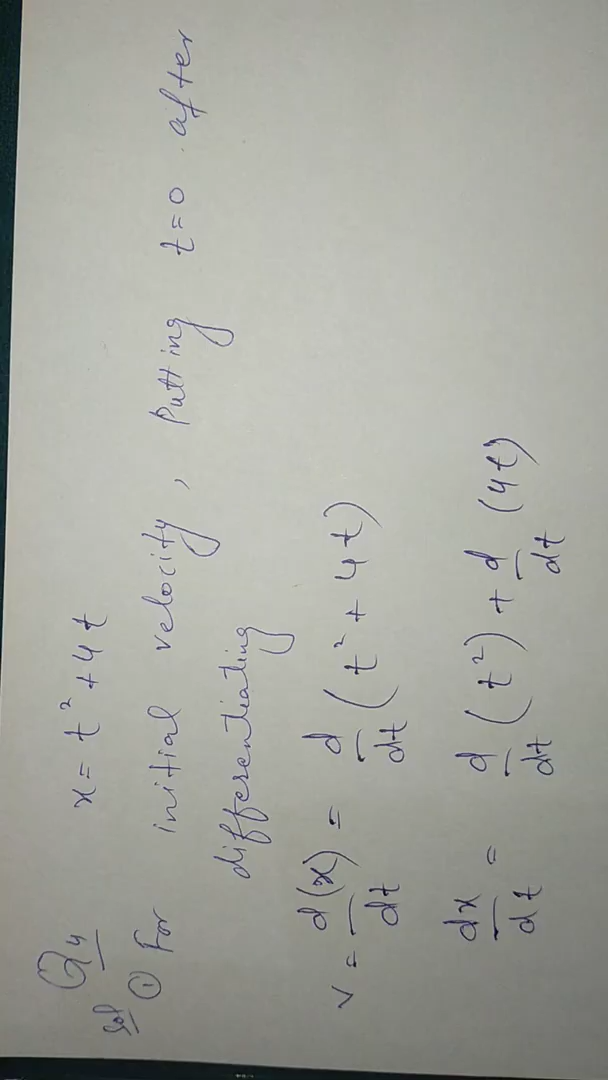 Q4 x = t² + 4t
Sol
① For initial velocity, Putting t=0 after
differentiating
v = d(x)/dt = d/dt (t² + 4t)
dx/dt = d/dt (t²) + d/dt (4t)